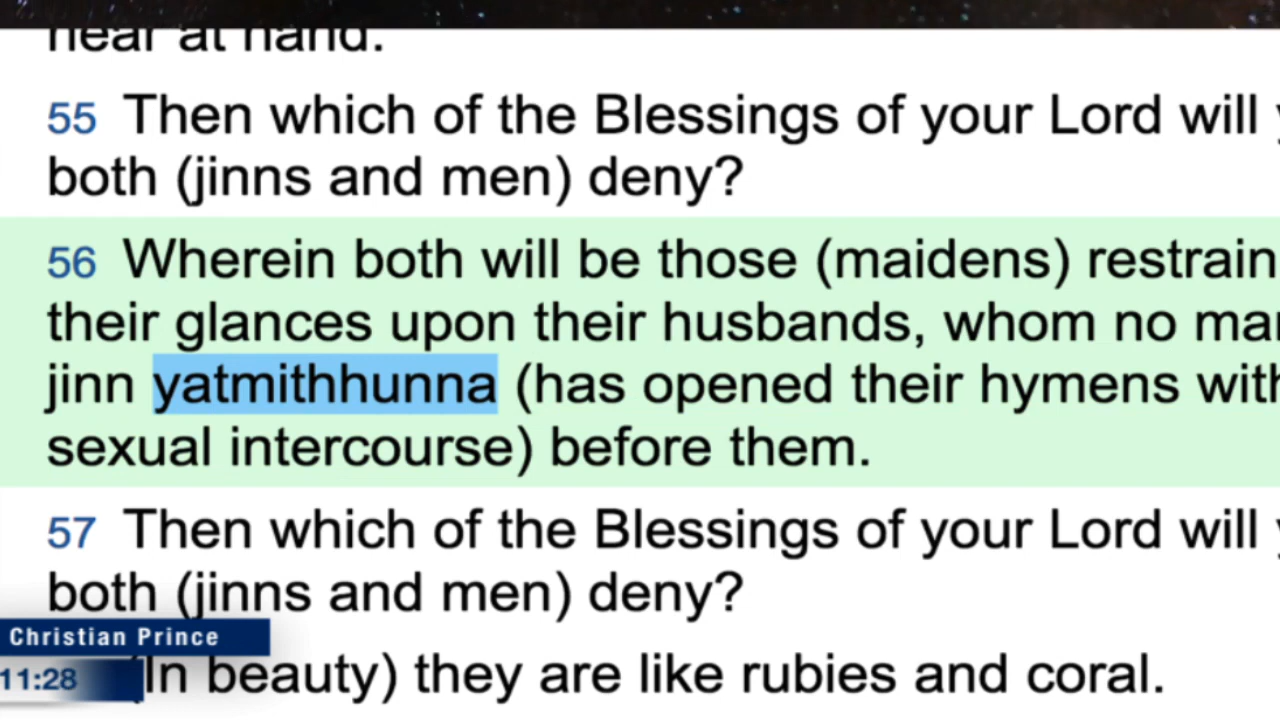 near at hand.
55 Then which of the Blessings of your Lord will
both (jinns and men) deny?
56 Wherein both will be those (maidens) restrain
their glances upon their husbands, whom no
jinn yatmithhunna (has opened their hymens
sexual intercourse) before them.
57 Then which of the Blessings of your Lord will
both (jinns and men) deny?
Christian Prince
11:28 (In beauty) they are like rubies and coral.